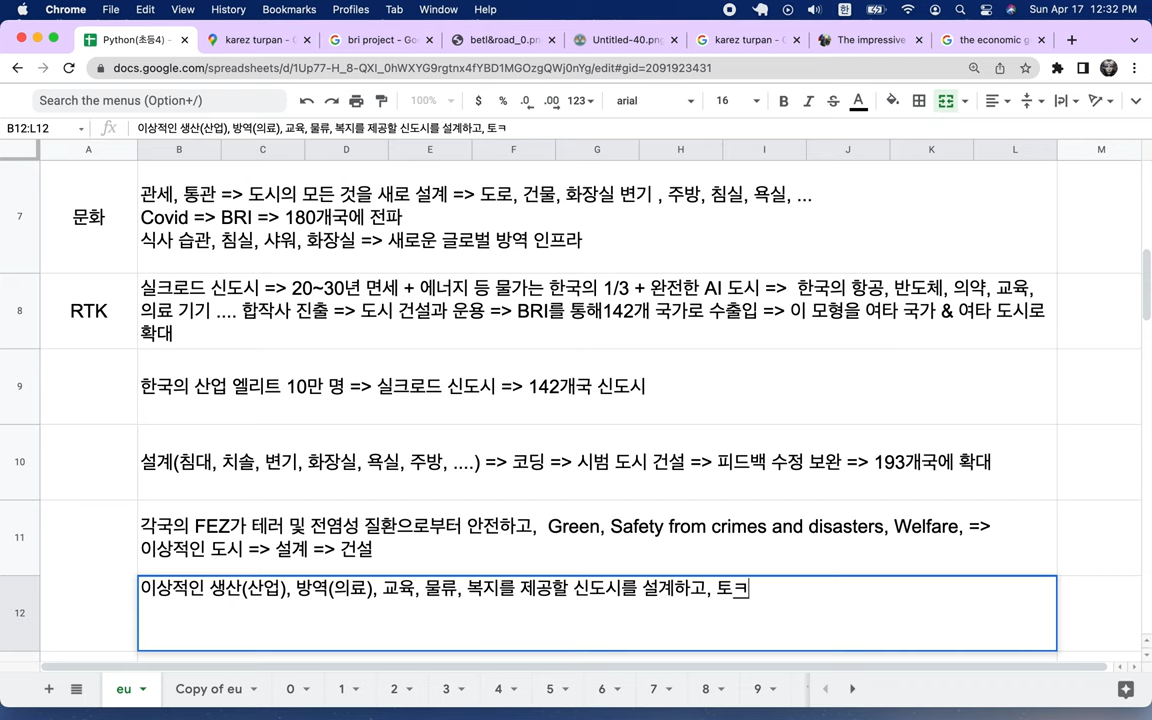 Chrome File Edit View History Bookmarks Profiles Tab Window Help 한 Sun Apr 17 12:32 PM
Python(초등4) - karez turpan - G bri project - Goo betl&road_0.pn Untitled-40.png karez turpan - G The impressive the economic g
docs.google.com/spreadsheets/d/1Up77-H_8-QXI_0hWXYG9rgtnx4fYBD1MGOzgQWj0nYg/edit#gid=2091923431
Search the menus (Option+/) 100% $ % .0 .00 123 arial 16 B I S A
B12:L12 fx 이상적인 생산(산업), 방역(의료), 교육, 물류, 복지를 제공할 신도시를 설계하고, 토ㅋ
A B C D E F G H I J K L M
7 문화
관세, 통관 => 도시의 모든 것을 새로 설계 => 도로, 건물, 화장실 변기 , 주방, 침실, 욕실, ...
Covid => BRI => 180개국에 전파
식사 습관, 침실, 샤워, 화장실 => 새로운 글로벌 방역 인프라
8 RTK
실크로드 신도시 => 20~30년 면세 + 에너지 등 물가는 한국의 1/3 + 완전한 AI 도시 => 한국의 항공, 반도체, 의약, 교육,
의료 기기 .... 합작사 진출 => 도시 건설과 운용 => BRI를 통해142개 국가로 수출입 => 이 모형을 여타 국가 & 여타 도시로
확대
9 한국의 산업 엘리트 10만 명 => 실크로드 신도시 => 142개국 신도시
10 설계(침대, 치솔, 변기, 화장실, 욕실, 주방, ....) => 코딩 => 시범 도시 건설 => 피드백 수정 보완 => 193개국에 확대
11
각국의 FEZ가 테러 및 전염성 질환으로부터 안전하고, Green, Safety from crimes and disasters, Welfare, =>
이상적인 도시 => 설계 => 건설
12 이상적인 생산(산업), 방역(의료), 교육, 물류, 복지를 제공할 신도시를 설계하고, 토ㅋ
eu Copy of eu 0 1 2 3 4 5 6 7 8 9